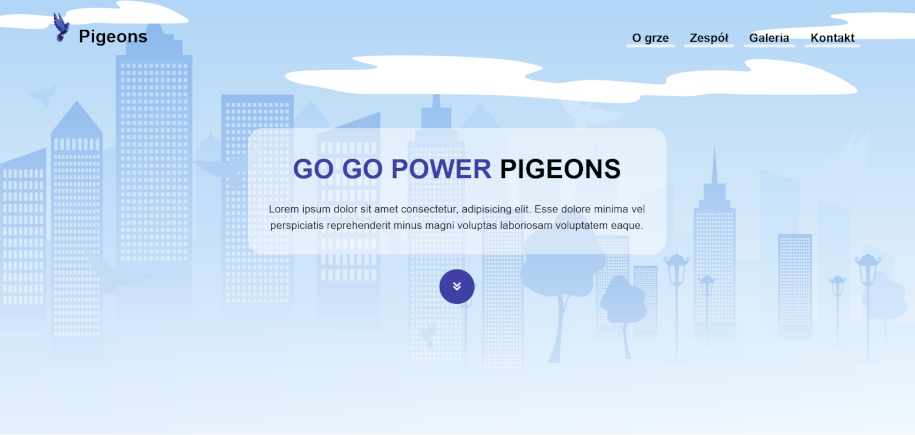 Pigeons
O grze Zespół Galeria Kontakt
GO GO POWER PIGEONS
Lorem ipsum dolor sit amet consectetur, adipisicing elit. Esse dolore minima vel
perspiciatis reprehenderit minus magni voluptas laboriosam voluptatem eaque.